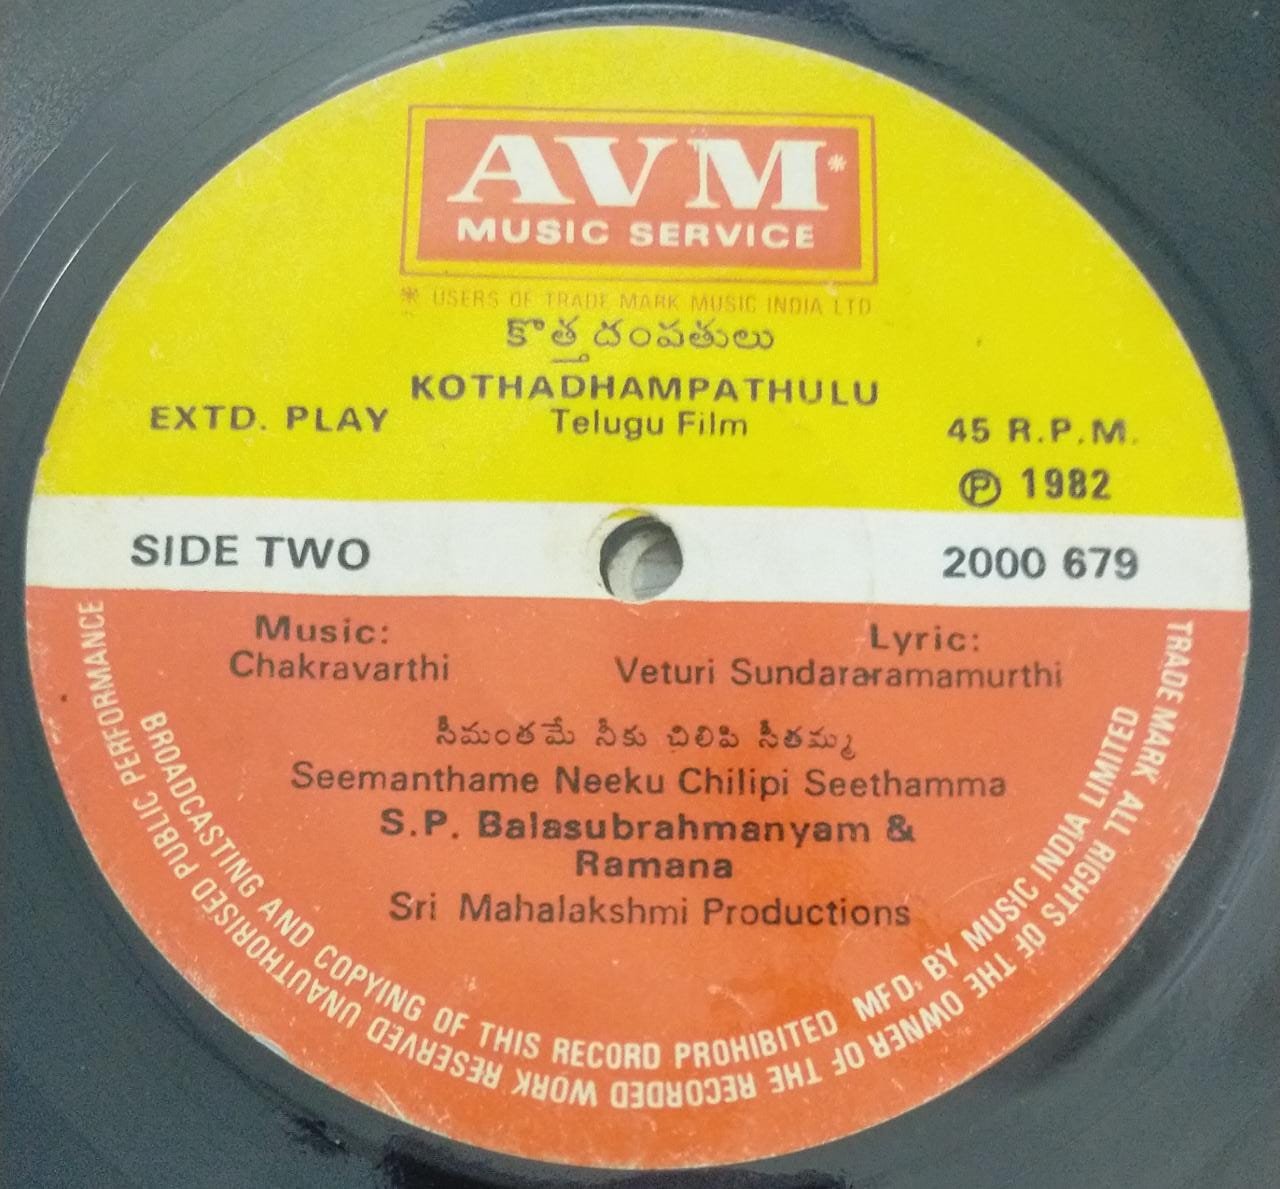 AVM*
MUSIC SERVICE
* USERS OF TRADE MARK MUSIC INDIA LTD
కొత్త దంపతులు
KOTHADHAMPATHULU
EXTD. PLAY
Telugu Film
45 R.P.M.
Ⓟ 1982
SIDE TWO
2000 679
Music:
Lyric:
Chakravarthi
Veturi Sundararamamurthi
సీమంతమే నీకు చిలిపి సీతమ్మ
Seemanthame Neeku Chilipi Seethamma
S.P. Balasubrahmanyam &
Ramana
Sri Mahalakshmi Productions
TRADE MARK ALL RIGHTS OF THE OWNER OF THE RECORDED WORK RESERVED UNAUTHORISED PUBLIC PERFORMANCE
BROADCASTING AND COPYING OF THIS RECORD PROHIBITED MFD. BY MUSIC INDIA LIMITED